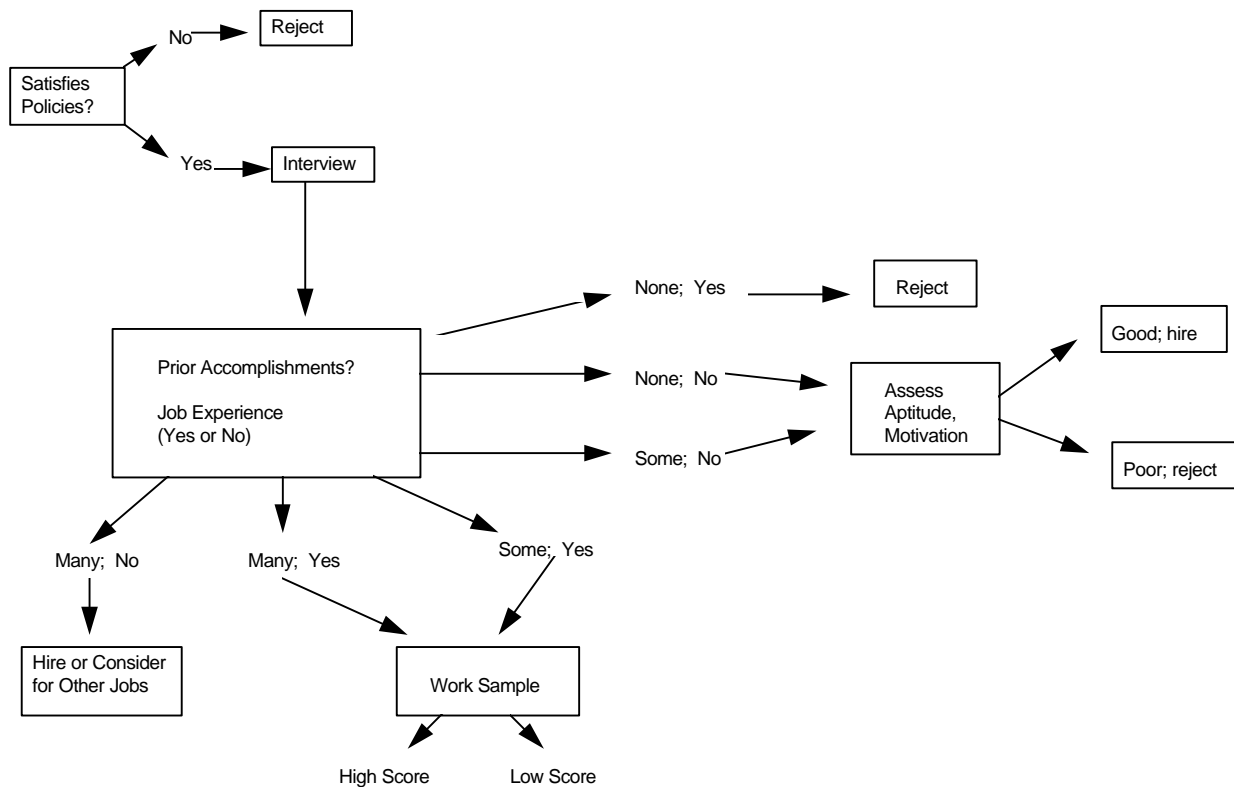 No
Reject
Satisfies
Policies?
Yes
Interview
None; Yes
Reject
Prior Accomplishments?
Job Experience
(Yes or No)
None; No
Some; No
Assess
Aptitude,
Motivation
Good; hire
Poor; reject
Many; No
Many; Yes
Some; Yes
Hire or Consider
for Other Jobs
Work Sample
High Score
Low Score